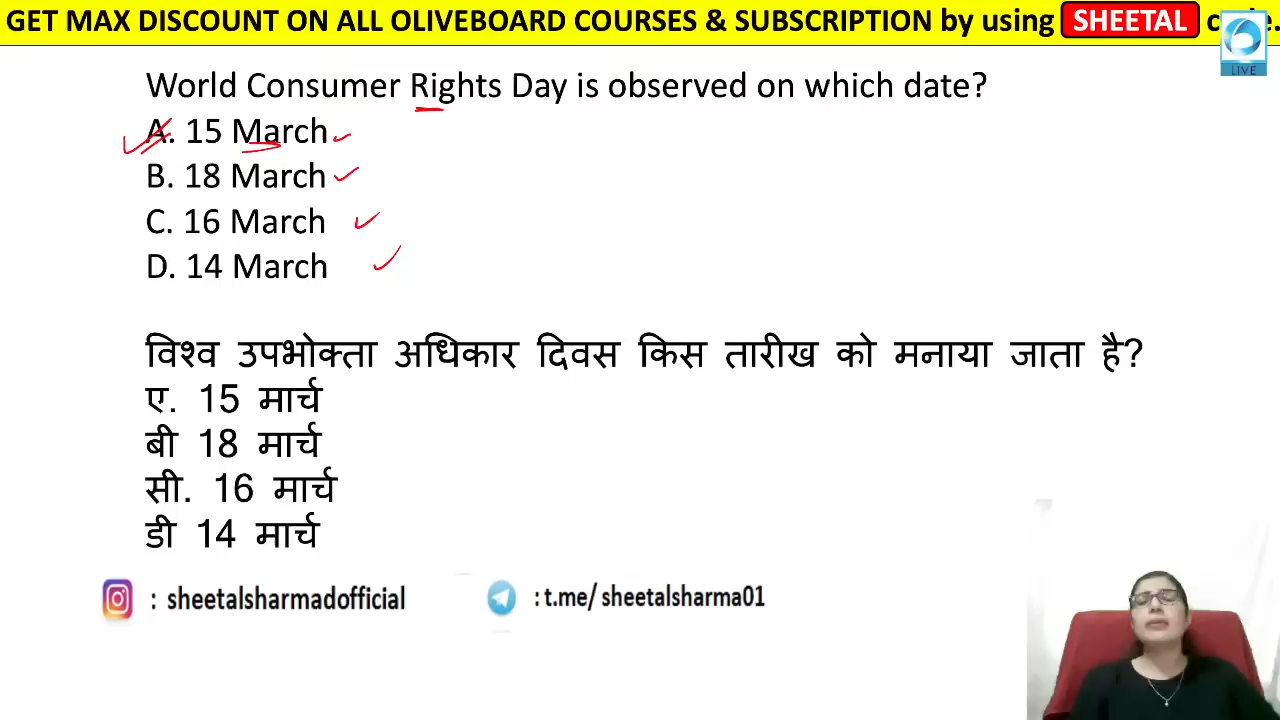 GET MAX DISCOUNT ON ALL OLIVEBOARD COURSES & SUBSCRIPTION by using SHEETAL
LIVE
World Consumer Rights Day is observed on which date?
A. 15 March
B. 18 March
C. 16 March
D. 14 March
विश्व उपभोक्ता अधिकार दिवस किस तारीख को मनाया जाता है?
ए. 15 मार्च
बी 18 मार्च
सी. 16 मार्च
डी 14 मार्च
: sheetalsharmadofficial
: t.me/ sheetalsharma01